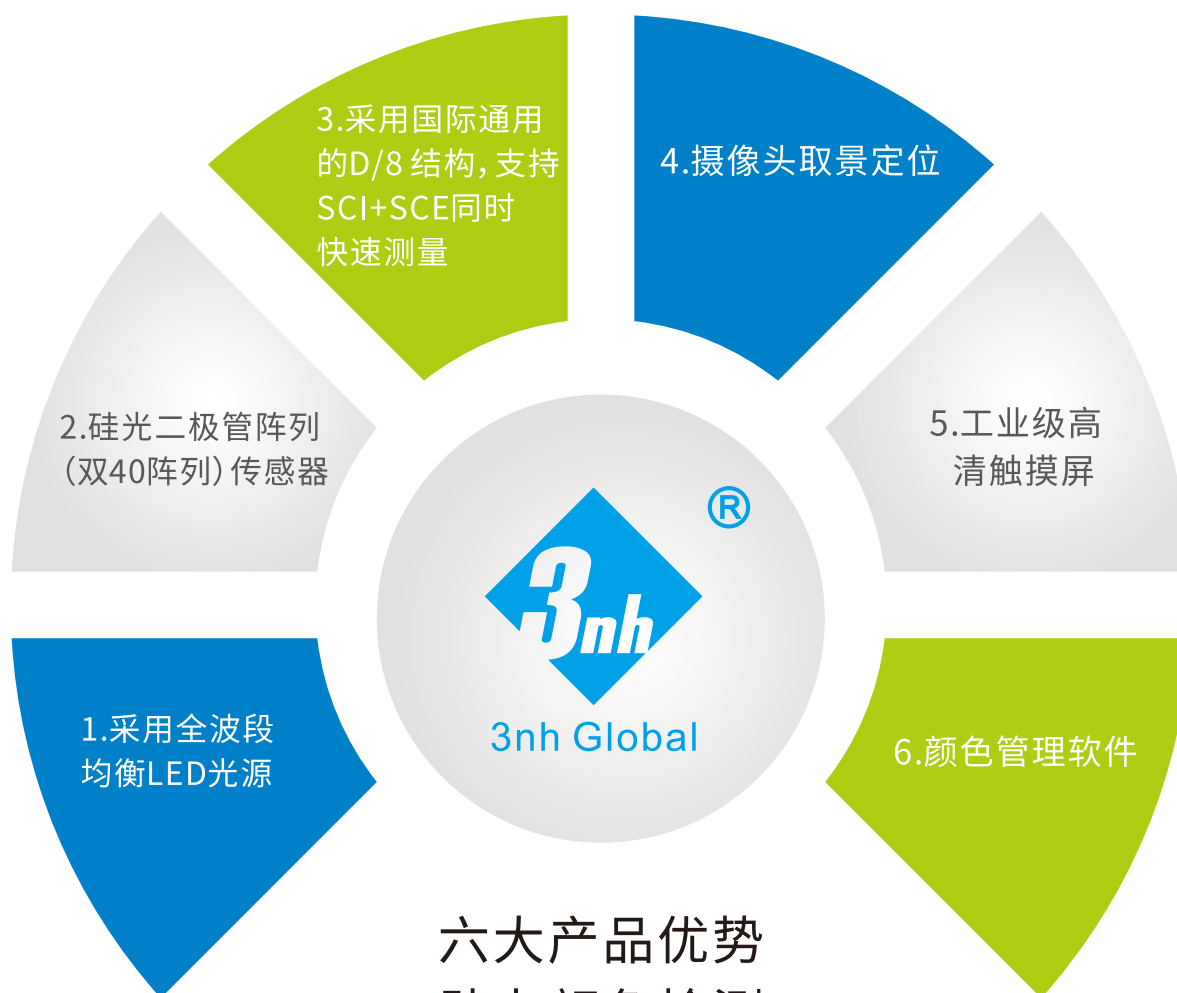 3.采用国际通用
的D/8结构,支持
SCI+SCE同时
快速测量
4.摄像头取景定位
2.硅光二极管阵列
(双40阵列)传感器
5.工业级高
清触摸屏
®
3nh
3nh Global
1.采用全波段
均衡LED光源
6.颜色管理软件
六大产品优势